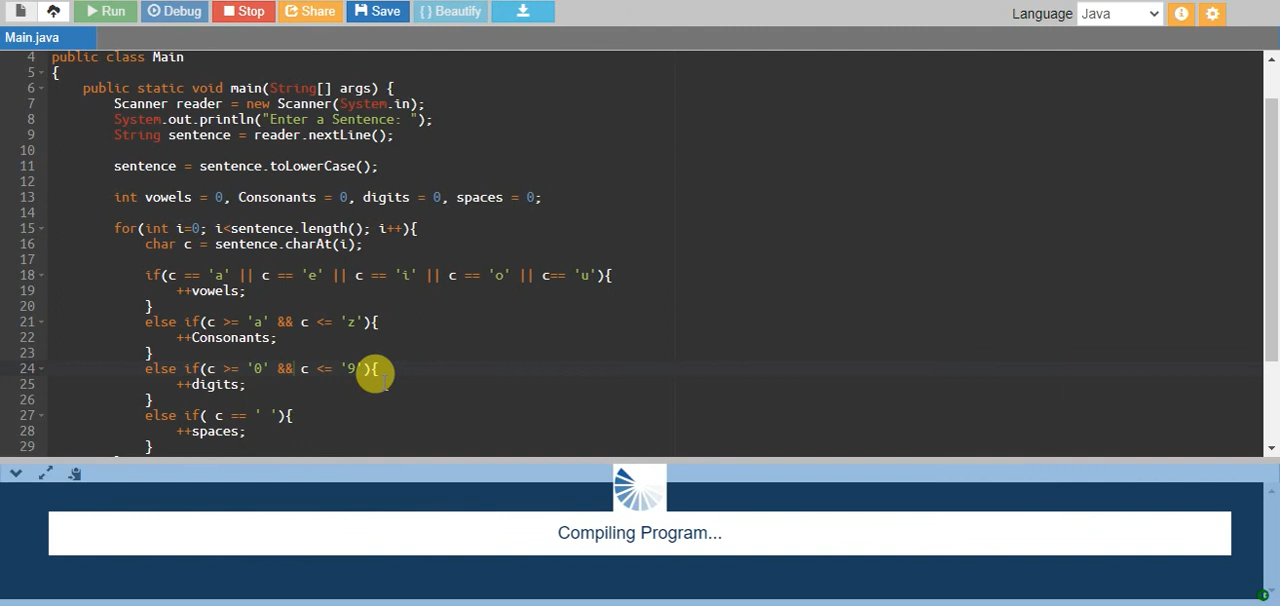 Run Debug Stop Share Save { } Beautify Language Java
Main.java
4 public class Main
5 {
6 public static void main(String[] args) {
7 Scanner reader = new Scanner(System.in);
8 System.out.println("Enter a Sentence: ");
9 String sentence = reader.nextLine();
10
11 sentence = sentence.toLowerCase();
12
13 int vowels = 0, Consonants = 0, digits = 0, spaces = 0;
14
15 for(int i=0; i<sentence.length(); i++){
16 char c = sentence.charAt(i);
17
18 if(c == 'a' || c == 'e' || c == 'i' || c == 'o' || c== 'u'){
19 ++vowels;
20 }
21 else if(c >= 'a' && c <= 'z'){
22 ++Consonants;
23 }
24 else if(c >= '0' && c <= '9'){
25 ++digits;
26 }
27 else if( c == ' '){
28 ++spaces;
29 }
Compiling Program...